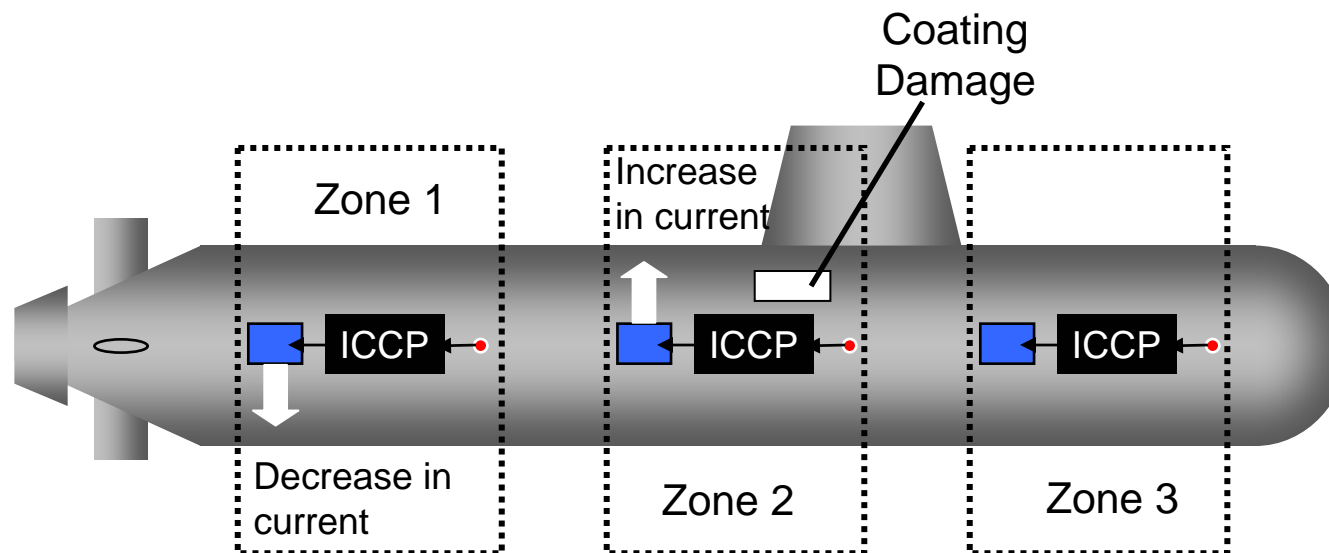 Coating
Damage
Zone 1
Increase
in current
ICCP
ICCP
ICCP
Decrease in
current
Zone 2
Zone 3